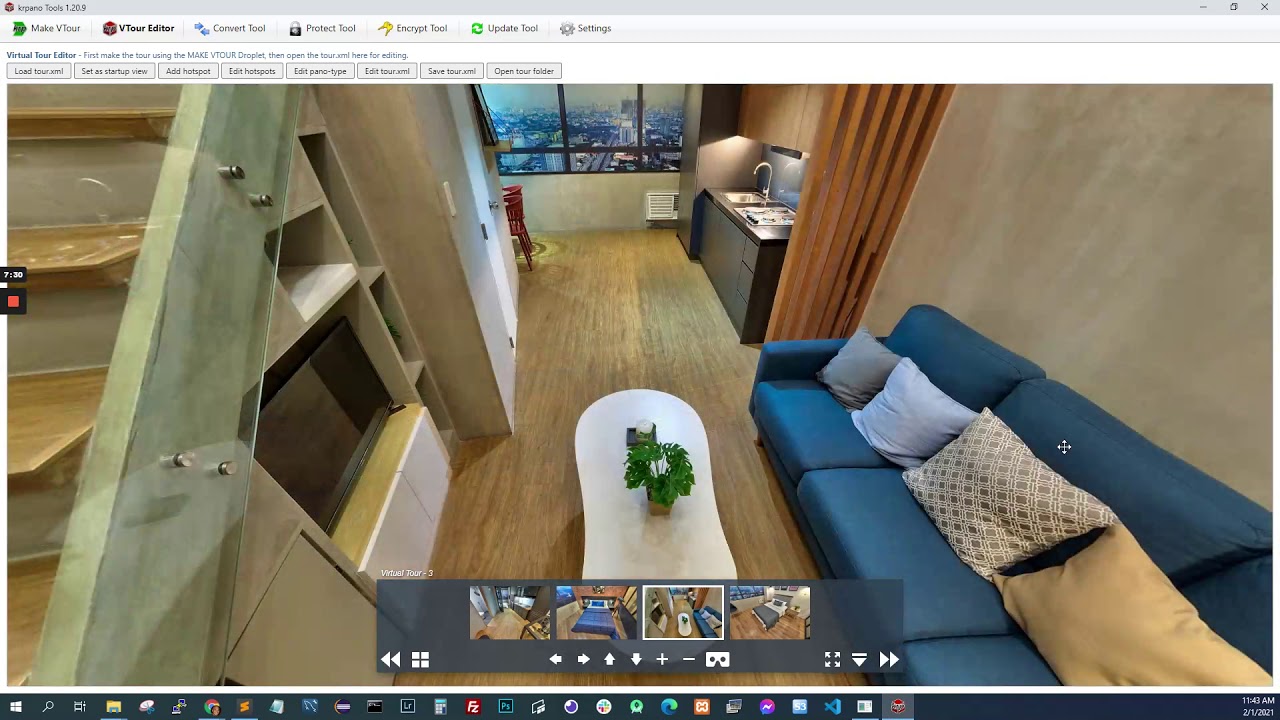 krpano Tools 1.20.9
Make VTour
VTour Editor
Convert Tool
Protect Tool
Encrypt Tool
Update Tool
Settings
Virtual Tour Editor - First make the tour using the MAKE VTOUR Droplet, then open the tour.xml here for editing.
Load tour.xml
Set as startup view
Add hotspot
Edit hotspots
Edit pano-type
Edit tour.xml
Save tour.xml
Open tour folder
7:30
Virtual Tour - 3
11:43 AM
2/1/2021